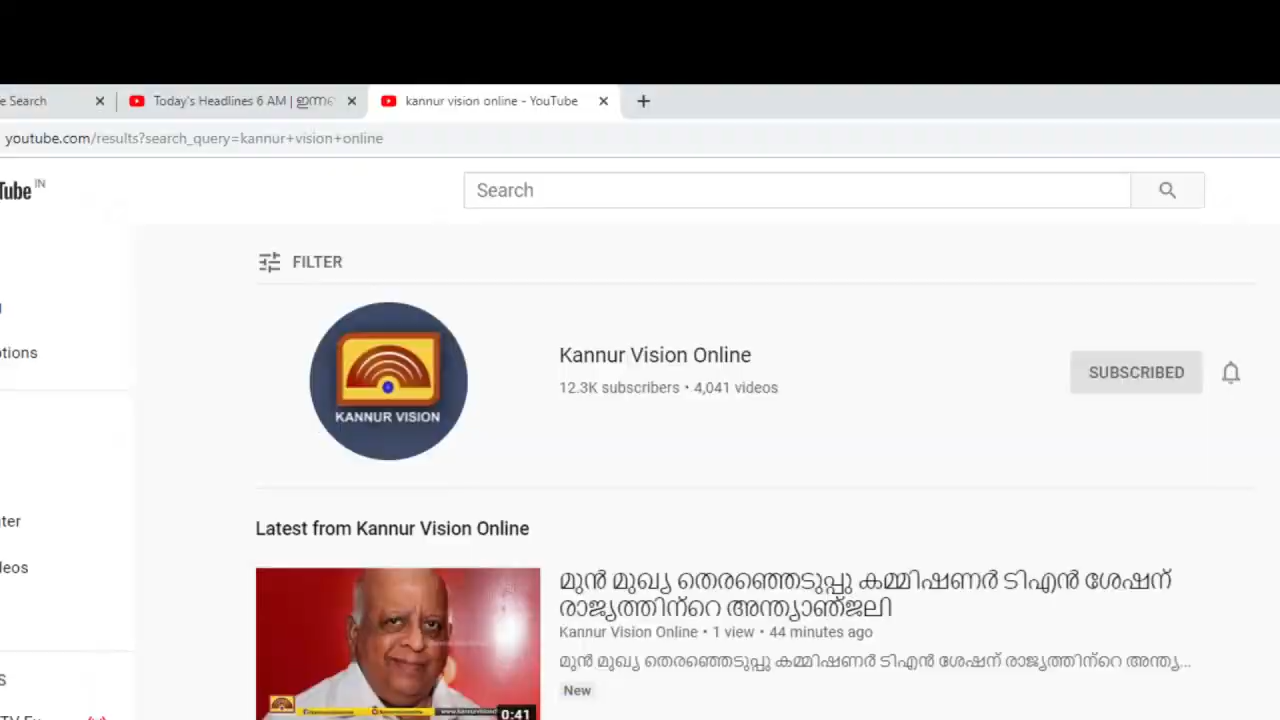 e Search
Today's Headlines 6 AM | ഇന്നം
kannur vision online - YouTube
youtube.com/results?search_query=kannur+vision+online
Tube IN
Search
FILTER
KANNUR VISION
Kannur Vision Online
12.3K subscribers • 4,041 videos
SUBSCRIBED
otions
Latest from Kannur Vision Online
മുൻ മുഖ്യ തെരഞ്ഞെടുപ്പു കമ്മിഷണർ ടിഎൻ ശേഷന്
രാജ്യത്തിൻ്റെ അന്ത്യാഞ്ജലി
Kannur Vision Online • 1 view • 44 minutes ago
മുൻ മുഖ്യ തെരഞ്ഞെടുപ്പു കമ്മിഷണർ ടിഎൻ ശേഷന് രാജ്യത്തിൻ്റെ അന്ത്യ...
New
0:41